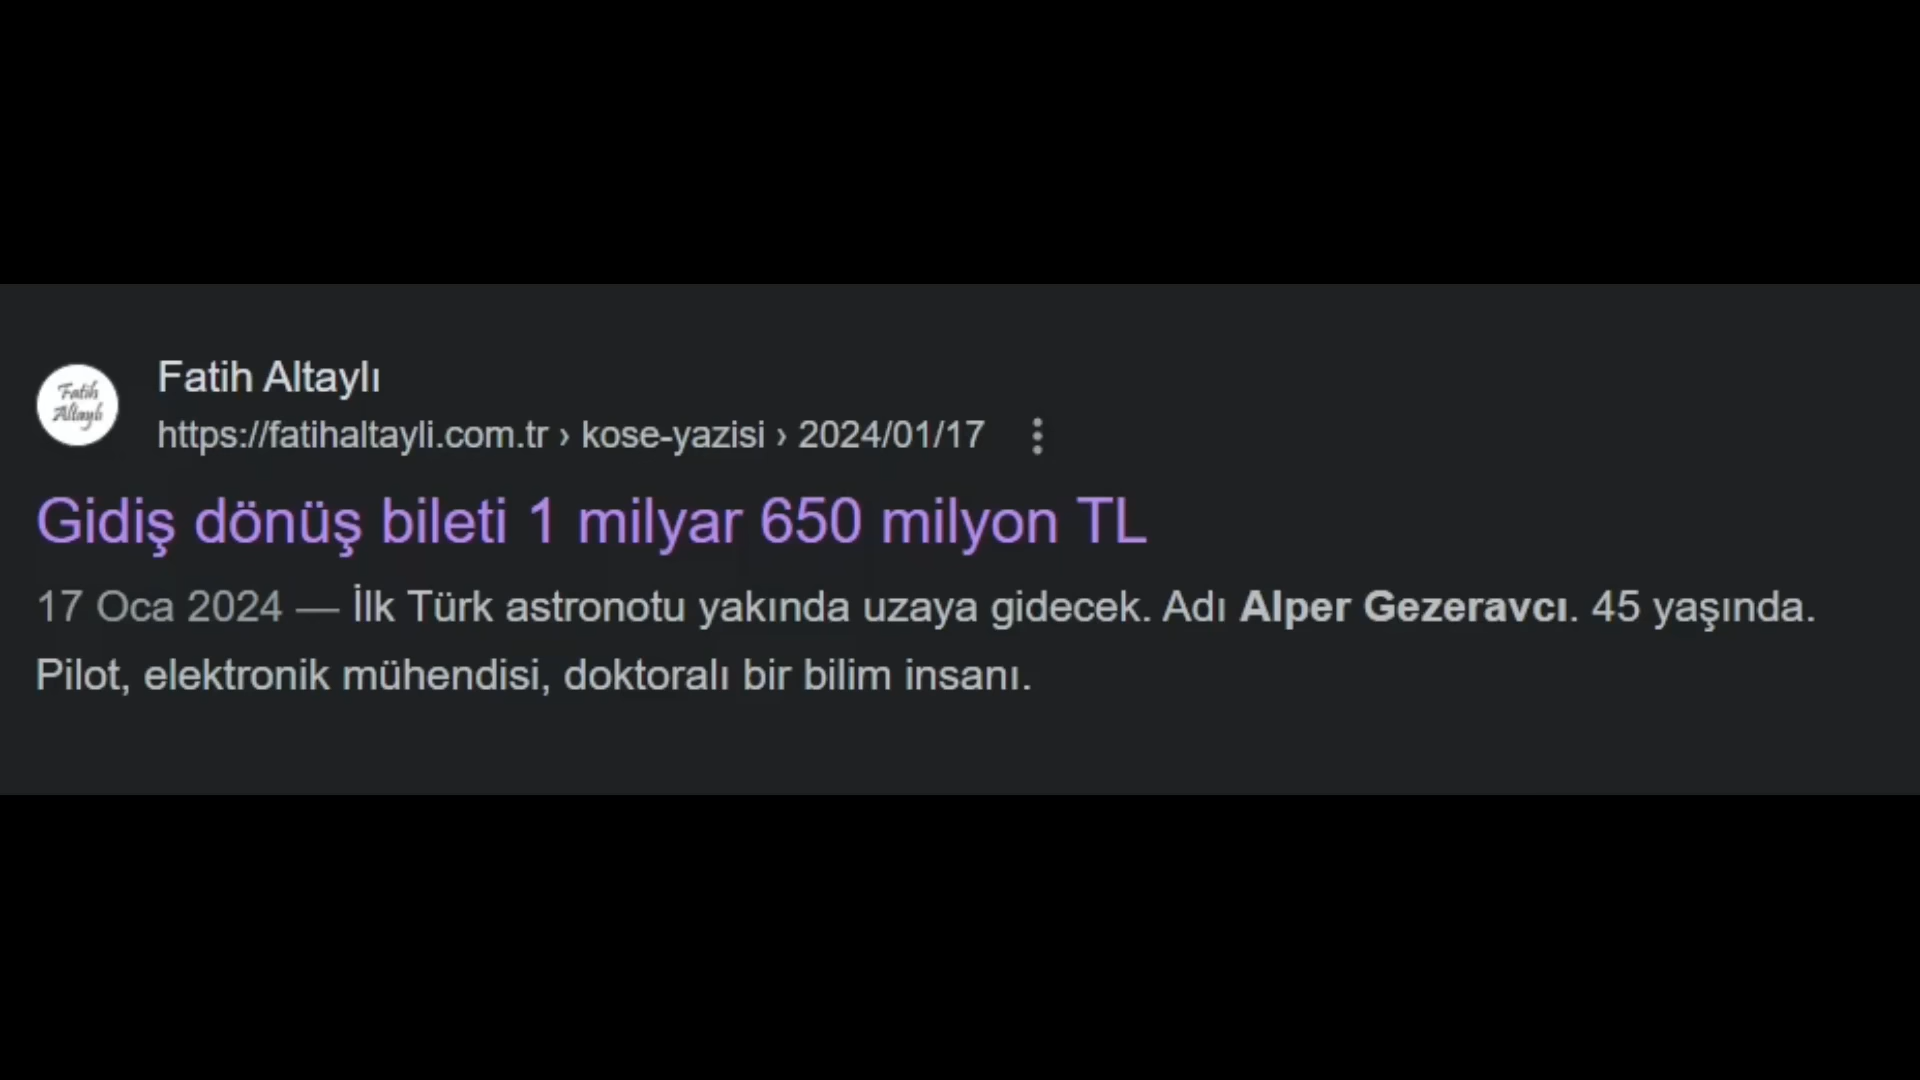 Fatih Altaylı
Fatih Altaylı
https://fatihaltayli.com.tr › kose-yazisi › 2024/01/17
Gidiş dönüş bileti 1 milyar 650 milyon TL
17 Oca 2024 — İlk Türk astronotu yakında uzaya gidecek. Adı Alper Gezeravcı. 45 yaşında.
Pilot, elektronik mühendisi, doktoralı bir bilim insanı.